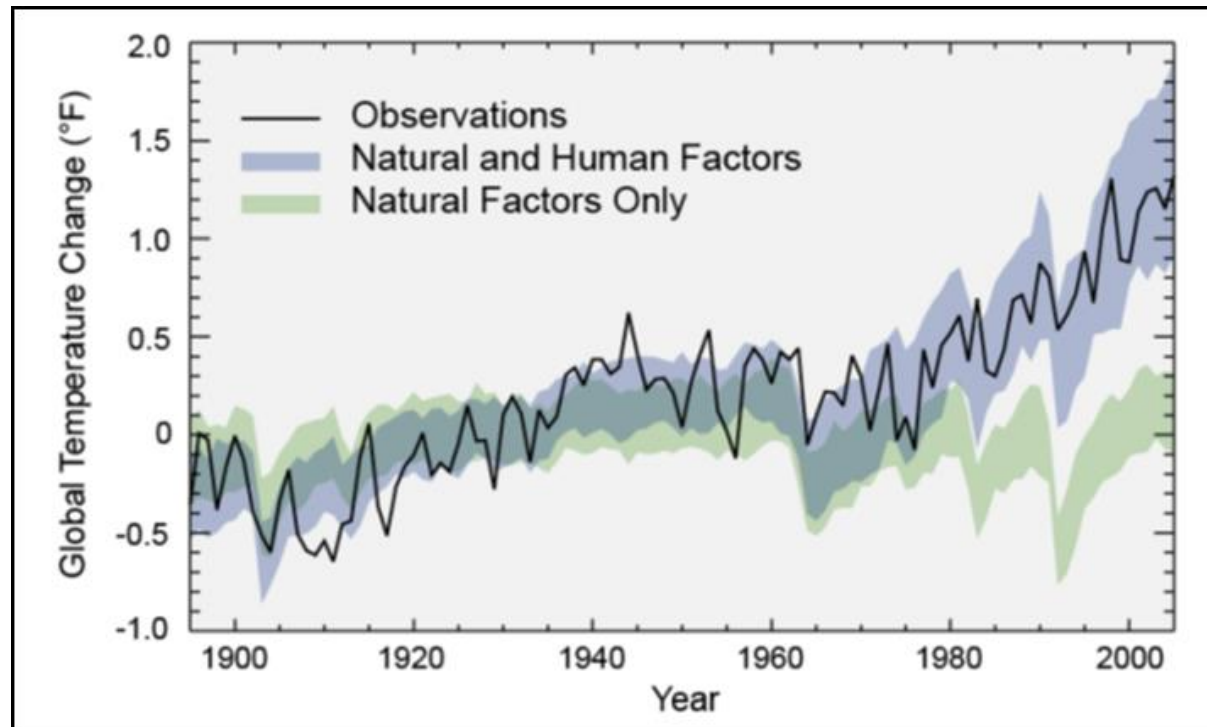 2.0
1.5
1.0
0.5
0
-0.5
-1.0
Global Temperature Change (°F)
Observations
Natural and Human Factors
Natural Factors Only
1900 1920 1940 1960 1980 2000
Year